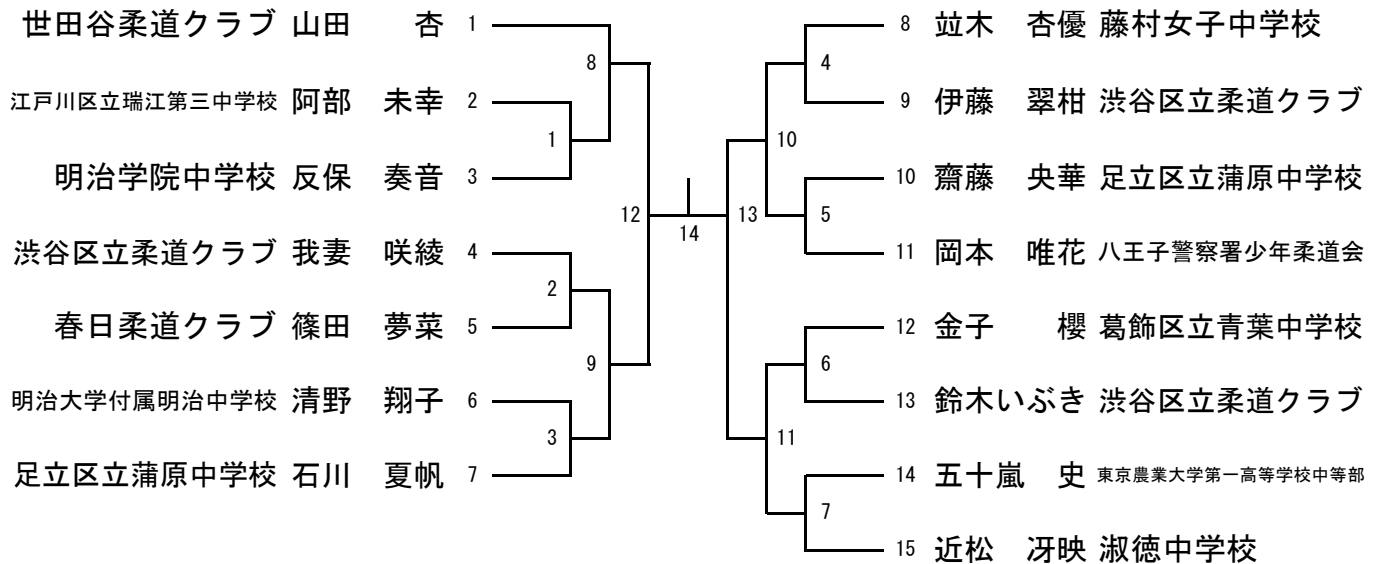 世田谷柔道クラブ 山田　杏 1
8
江戸川区立瑞江第三中学校 阿部　未幸 2
1
明治学院中学校 反保　奏音 3
12
渋谷区立柔道クラブ 我妻　咲綾 4
2
春日柔道クラブ 篠田　夢菜 5
9
明治大学付属明治中学校 清野　翔子 6
3
足立区立蒲原中学校 石川　夏帆 7
14
8 竝木　杏優 藤村女子中学校
4
9 伊藤　翠柑 渋谷区立柔道クラブ
10
10 齋藤　央華 足立区立蒲原中学校
13
5
11 岡本　唯花 八王子警察署少年柔道会
12 金子　櫻 葛飾区立青葉中学校
6
13 鈴木いぶき 渋谷区立柔道クラブ
11
14 五十嵐　史 東京農業大学第一高等学校中等部
7
15 近松　冴映 淑徳中学校